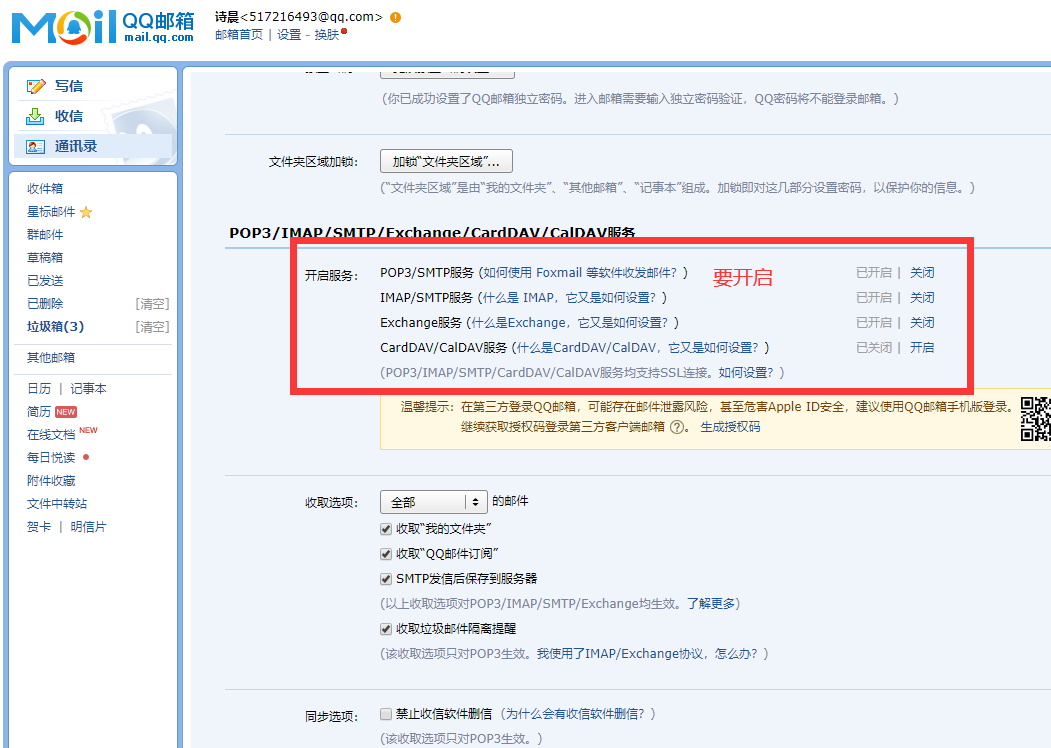 Mail QQ邮箱
mail.qq.com
诗晨<517216493@qq.com>
邮箱首页 | 设置 - 换肤
写信
收信
通讯录
收件箱
星标邮件
群邮件
草稿箱
已发送
已删除 [清空]
垃圾箱(3) [清空]
其他邮箱
日历 | 记事本
简历 NEW
在线文档 NEW
每日悦读
附件收藏
文件中转站
贺卡 | 明信片
(你已成功设置了QQ邮箱独立密码。进入邮箱需要输入独立密码验证，QQ密码将不能登录邮箱。)
文件夹区域加锁: 加锁“文件夹区域”...
(“文件夹区域”是由“我的文件夹”、“其他邮箱”、“记事本”组成。加锁即对这几部分设置密码，以保护你的信息。)
POP3/IMAP/SMTP/Exchange/CardDAV/CalDAV服务
开启服务: POP3/SMTP服务 (如何使用 Foxmail 等软件收发邮件? ) 要开启 已开启 | 关闭
IMAP/SMTP服务 (什么是 IMAP，它又是如何设置? ) 已开启 | 关闭
Exchange服务 (什么是Exchange，它又是如何设置? ) 已开启 | 关闭
CardDAV/CalDAV服务 (什么是CardDAV/CalDAV，它又是如何设置? ) 已关闭 | 开启
(POP3/IMAP/SMTP/CardDAV/CalDAV服务均支持SSL连接。如何设置? )
温馨提示: 在第三方登录QQ邮箱，可能存在邮件泄露风险，甚至危害Apple ID安全，建议使用QQ邮箱手机版登录。
继续获取授权码登录第三方客户端邮箱 ?。 生成授权码
收取选项: 全部 的邮件
收取“我的文件夹”
收取“QQ邮件订阅”
SMTP发信后保存到服务器
(以上收取选项对POP3/IMAP/SMTP/Exchange均生效。了解更多)
收取垃圾邮件隔离提醒
(该收取选项只对POP3生效。我使用了IMAP/Exchange协议，怎么办? )
同步选项: 禁止收信软件删信 (为什么会有收信软件删信? )
(该收取选项只对POP3生效。)